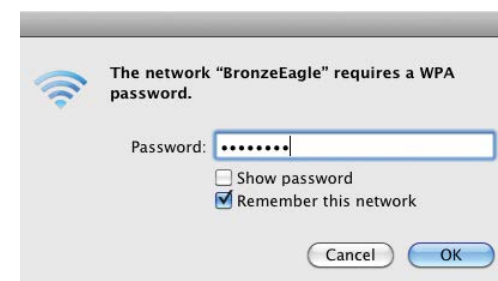 The network “BronzeEagle” requires a WPA
password.
Password: ••••••••
Show password
Remember this network
Cancel OK